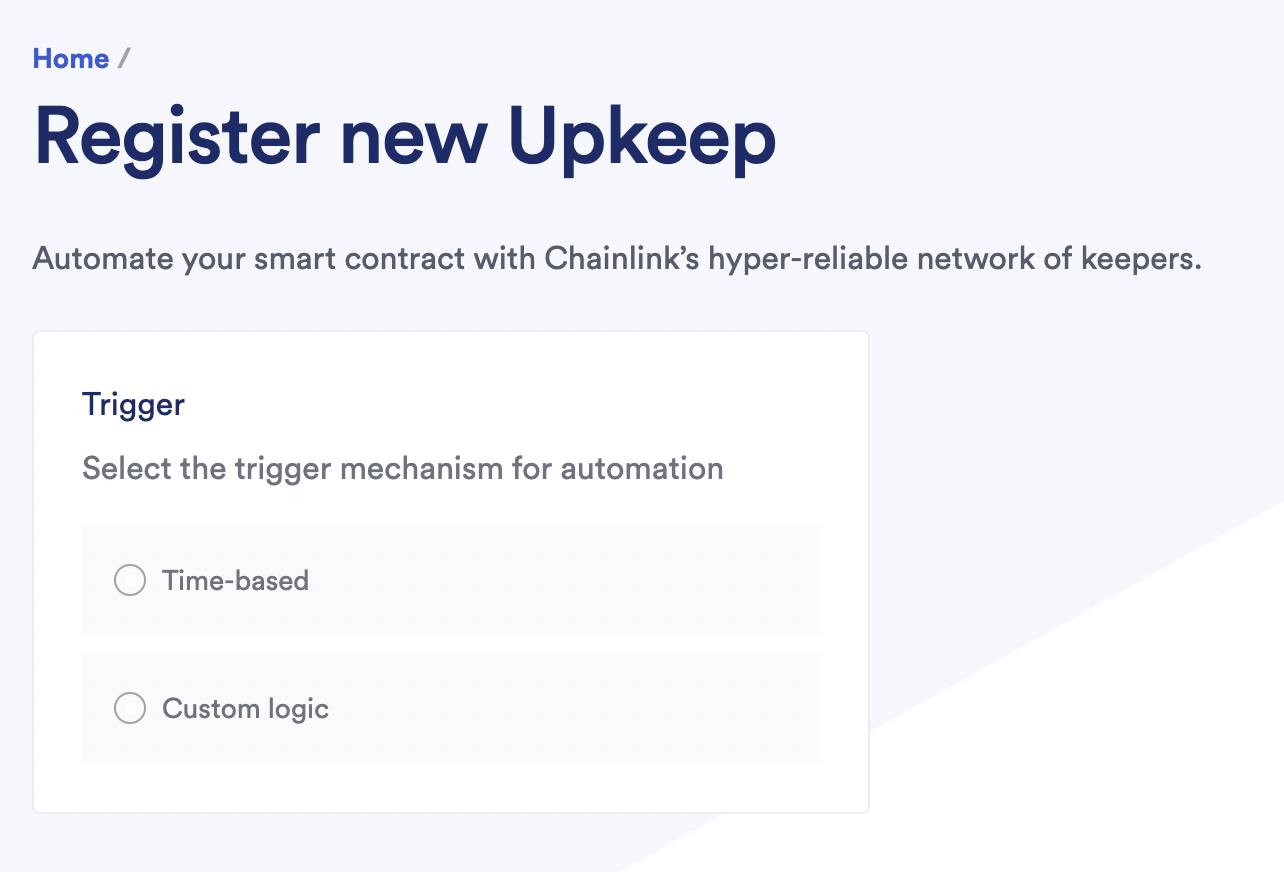 Home /
Register new Upkeep
Automate your smart contract with Chainlink’s hyper-reliable network of keepers.
Trigger
Select the trigger mechanism for automation
Time-based
Custom logic